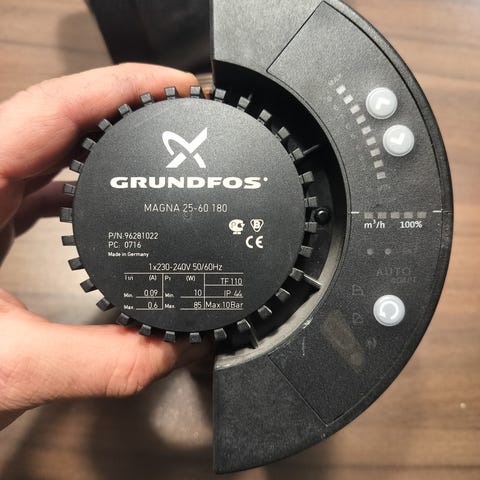 GRUNDFOS
MAGNA 25-60 180
P/N:96281022
PC: 0716
Made in Germany
CE
1x230-240V 50/60Hz
I 1/1 (A) P1 (W) TF 110
Min. 0.09 Min. 10 IP 44
Max. 0.6 Max. 85 Max.10Bar
m³/h 100%
AUTO